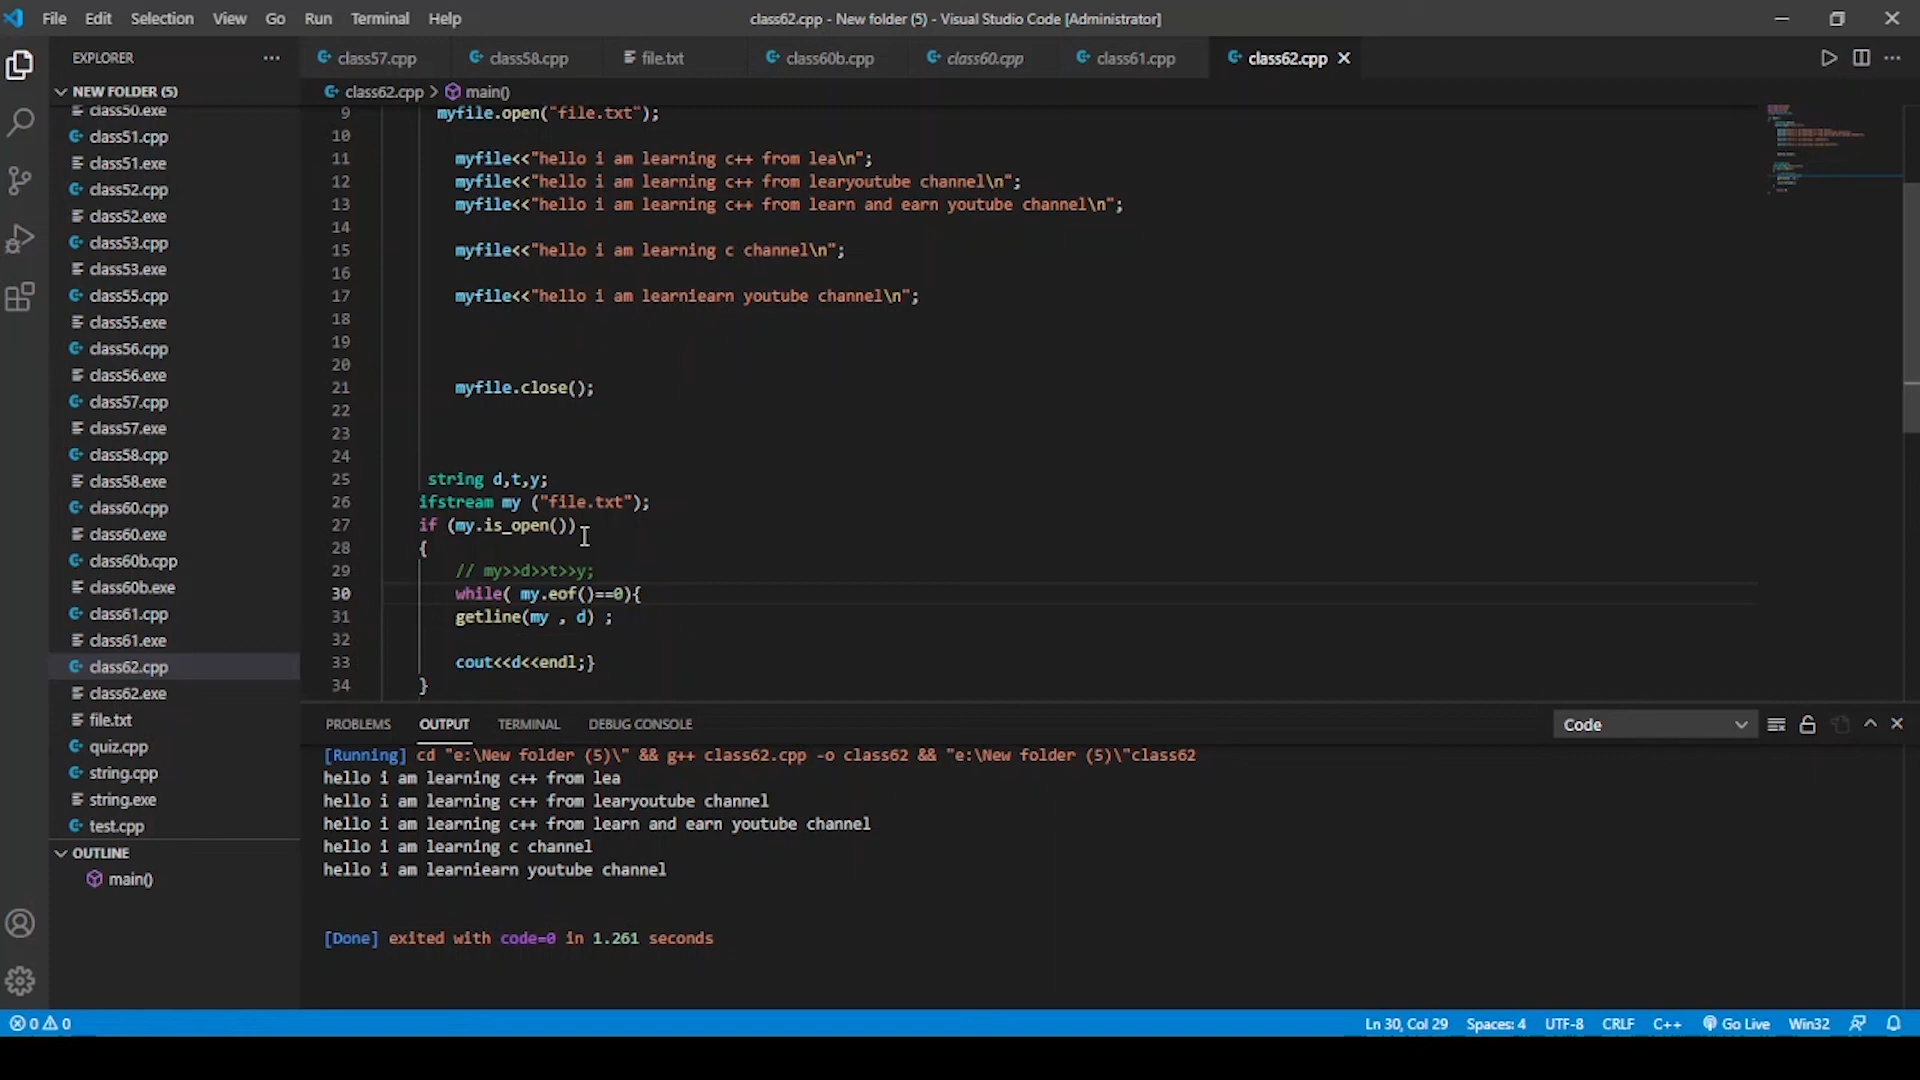 File Edit Selection View Go Run Terminal Help
class62.cpp - New folder (5) - Visual Studio Code [Administrator]
EXPLORER
class57.cpp class58.cpp file.txt class60b.cpp class60.cpp class61.cpp class62.cpp
NEW FOLDER (5)
class62.cpp > main()
class50.exe
class51.cpp
class51.exe
class52.cpp
class52.exe
class53.cpp
class53.exe
class55.cpp
class55.exe
class56.cpp
class56.exe
class57.cpp
class57.exe
class58.cpp
class58.exe
class60.cpp
class60.exe
class60b.cpp
class60b.exe
class61.cpp
class61.exe
class62.cpp
class62.exe
file.txt
quiz.cpp
string.cpp
string.exe
test.cpp
OUTLINE
main()
9 myfile.open("file.txt");
10
11 myfile<<"hello i am learning c++ from lea\n";
12 myfile<<"hello i am learning c++ from learyoutube channel\n";
13 myfile<<"hello i am learning c++ from learn and earn youtube channel\n";
14
15 myfile<<"hello i am learning c channel\n";
16
17 myfile<<"hello i am learniearn youtube channel\n";
18
19
20
21 myfile.close();
22
23
24
25 string d,t,y;
26 ifstream my ("file.txt");
27 if (my.is_open())
28 {
29 // my>>d>>t>>y;
30 while( my.eof()==0){
31 getline(my , d) ;
32
33 cout<<d<<endl;}
34 }
PROBLEMS OUTPUT TERMINAL DEBUG CONSOLE
Code
[Running] cd "e:\New folder (5)\" && g++ class62.cpp -o class62 && "e:\New folder (5)\"class62
hello i am learning c++ from lea
hello i am learning c++ from learyoutube channel
hello i am learning c++ from learn and earn youtube channel
hello i am learning c channel
hello i am learniearn youtube channel
[Done] exited with code=0 in 1.261 seconds
0 0
Ln 30, Col 29 Spaces: 4 UTF-8 CRLF C++ Go Live Win32